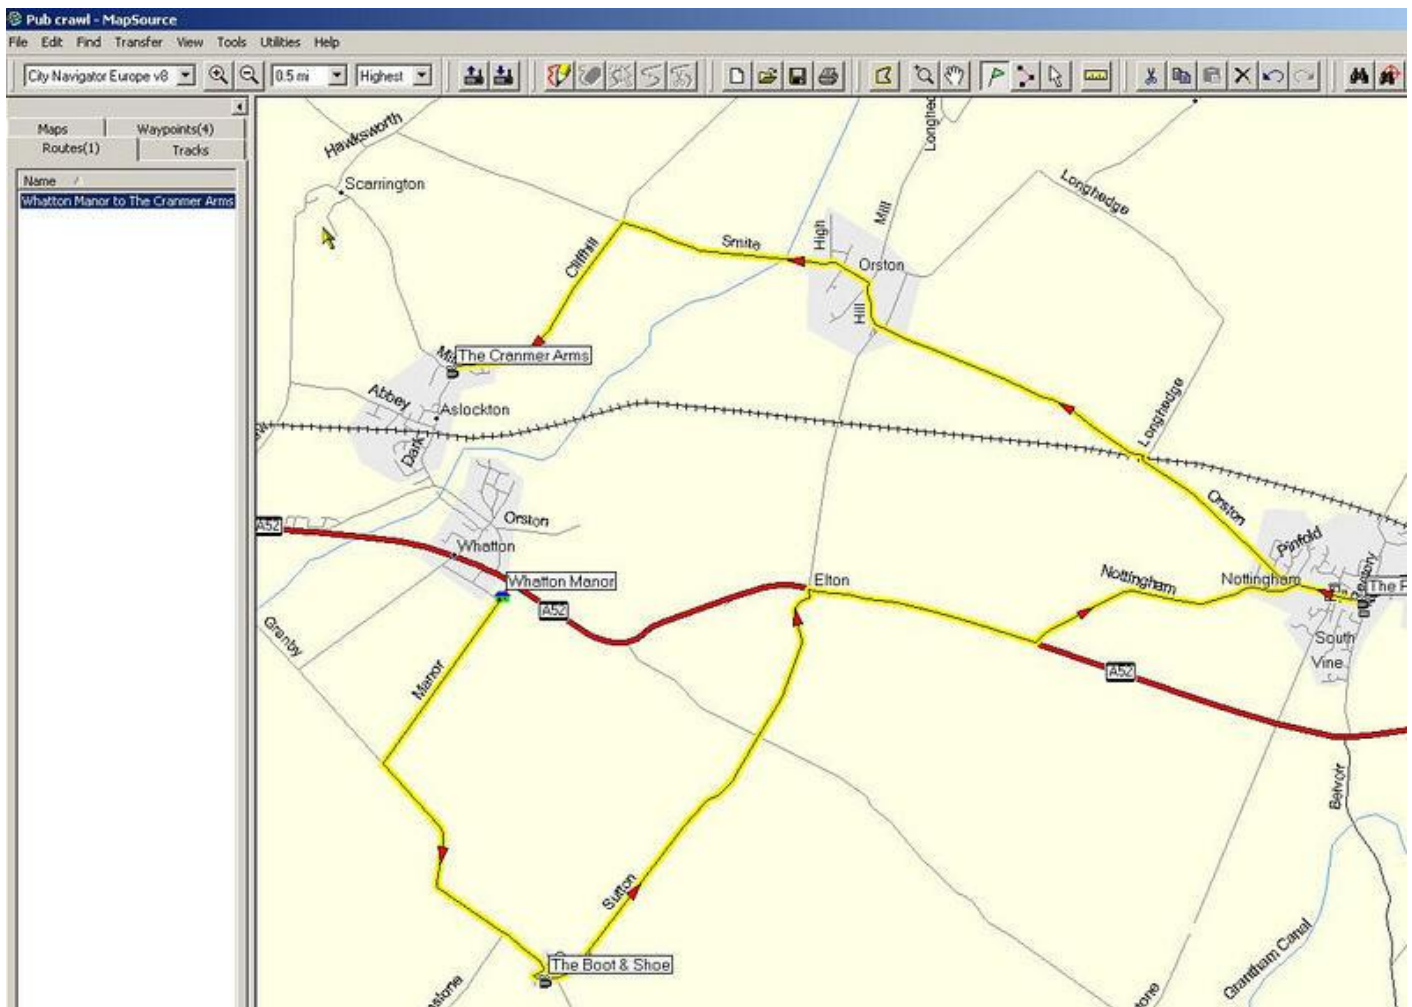 Pub crawl - MapSource
File Edit Find Transfer View Tools Utilities Help
City Navigator Europe v8 0.5 mi Highest
Maps Waypoints(4)
Routes(1) Tracks
Name
Whatton Manor to The Cranmer Arms
Hawksworth
Scarrington
Longhedge
Mill
High
Smite
Cliffhill
Orston
Hill
The Cranmer Arms
Abbey
Aslockton
Longhedge
Dark
Orston
Orston
A52
Whatton
Pinfold
Whatton Manor
Elton
Nottingham
Nottingham
A52
Granby
South
Vine
Manor
A52
Belvoir
Sutton
The Boot & Shoe
Grantham Canal